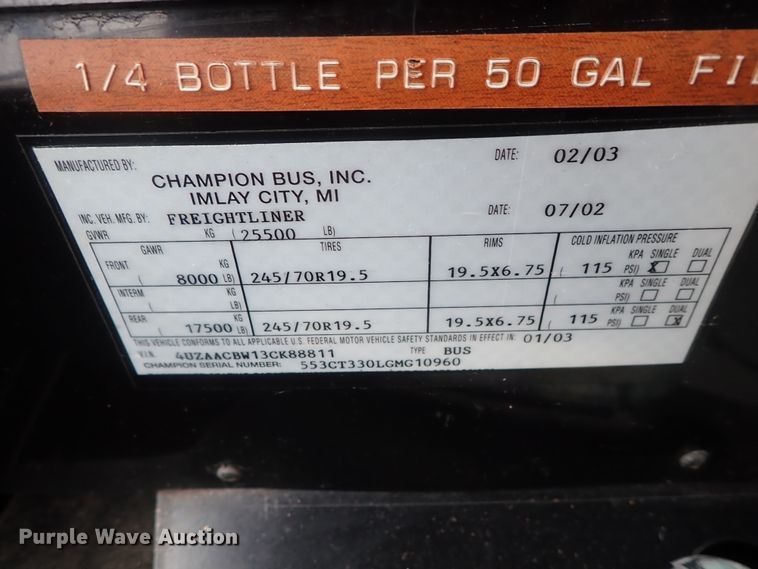 1/4 BOTTLE PER 50 GAL
MANUFACTURED BY: CHAMPION BUS, INC. DATE: 02/03
IMLAY CITY, MI
INC. VEH. MFG. BY: FREIGHTLINER DATE: 07/02
GVWR KG (25500 LB)
GAWR TIRES RIMS COLD INFLATION PRESSURE
FRONT KG KPA SINGLE DUAL
( 8000 LB) 245/70R19.5 19.5X6.75 ( 115 PSI) X
INTERM KG KPA SINGLE DUAL
( LB) ( PSI)
REAR KG KPA SINGLE DUAL
( 17500 LB) 245/70R19.5 19.5X6.75 ( 115 PSI) X
THIS VEHICLE CONFORMS TO ALL APPLICABLE U.S. FEDERAL MOTOR VEHICLE SAFETY STANDARDS IN EFFECT IN: 01/03
V.I.N. 4UZAACBW13CK88811 TYPE BUS
CHAMPION SERIAL NUMBER: 553CT330LGMG10960
Purple Wave Auction